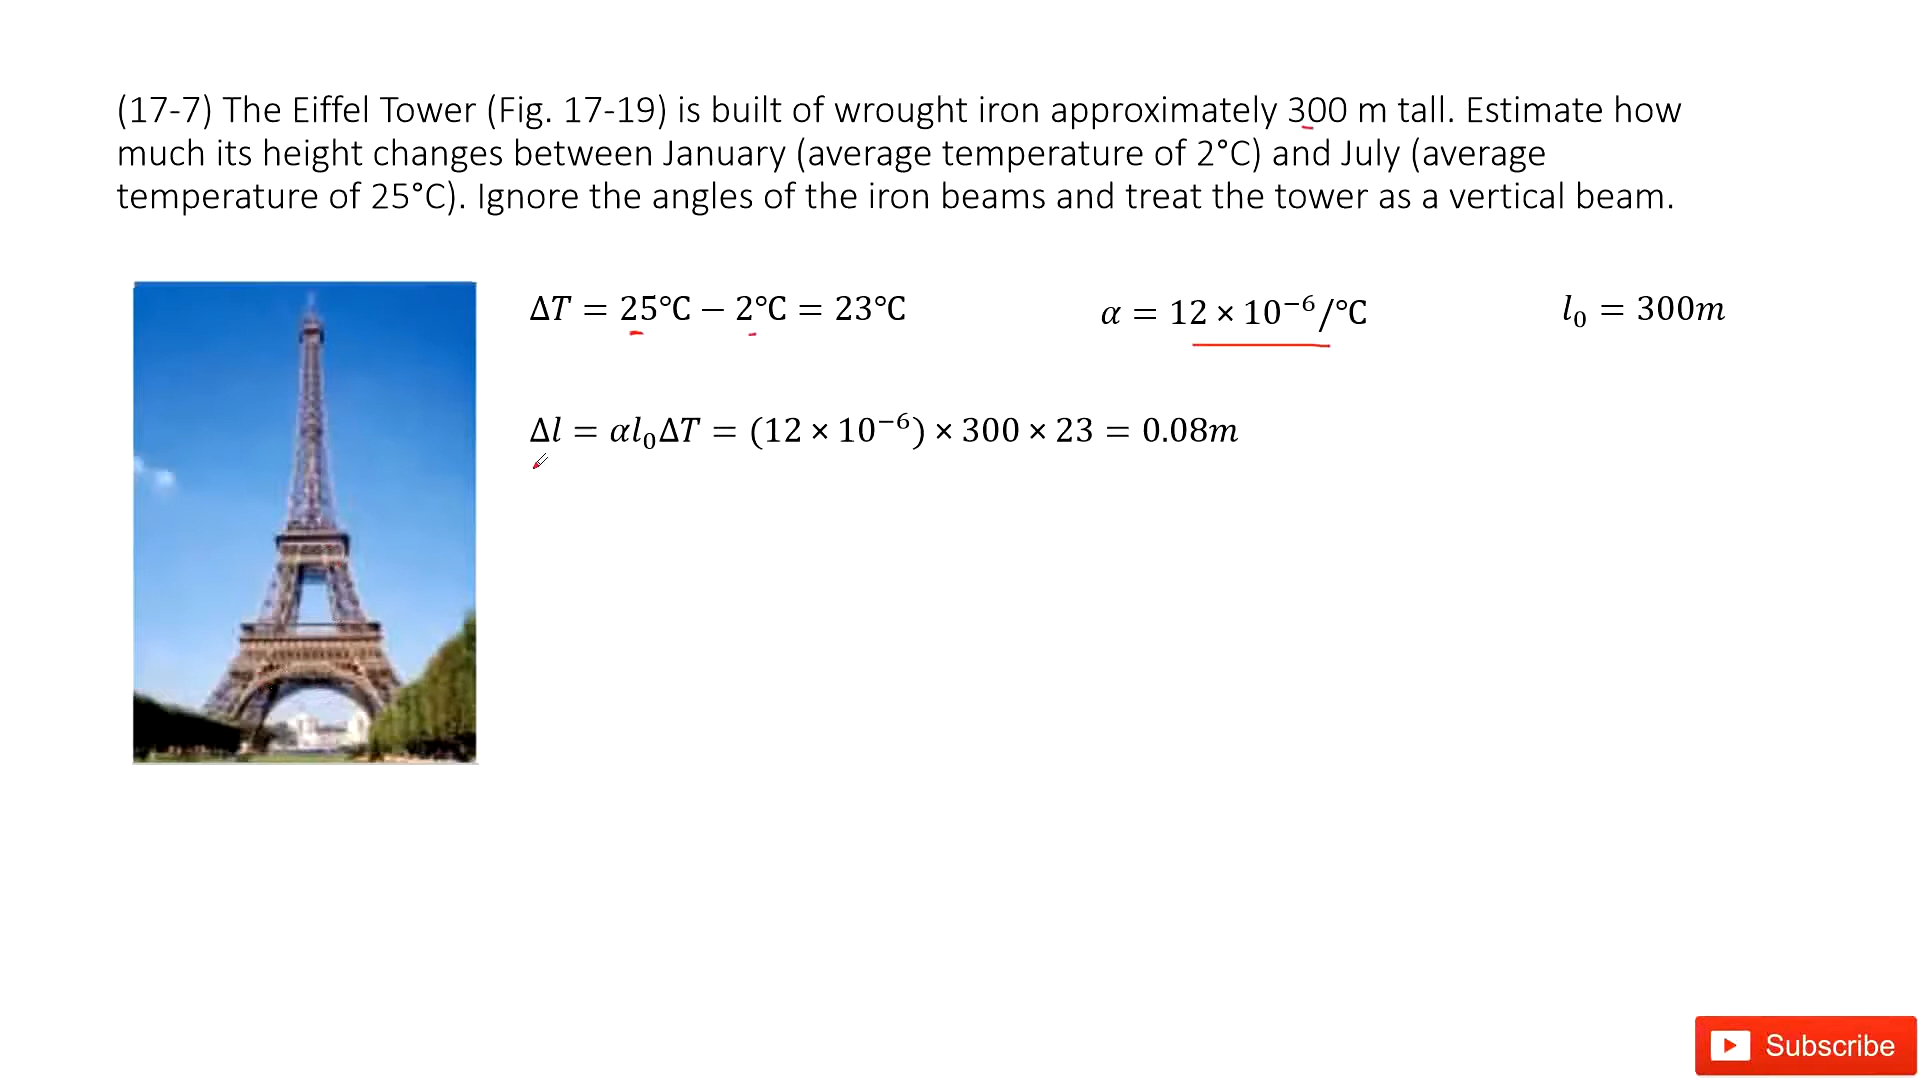 (17-7) The Eiffel Tower (Fig. 17-19) is built of wrought iron approximately 300 m tall. Estimate how
much its height changes between January (average temperature of 2°C) and July (average
temperature of 25°C). Ignore the angles of the iron beams and treat the tower as a vertical beam.
ΔT = 25°C − 2°C = 23°C
α = 12 × 10⁻⁶/°C
l₀ = 300m
Δl = αl₀ΔT = (12 × 10⁻⁶) × 300 × 23 = 0.08m
Subscribe